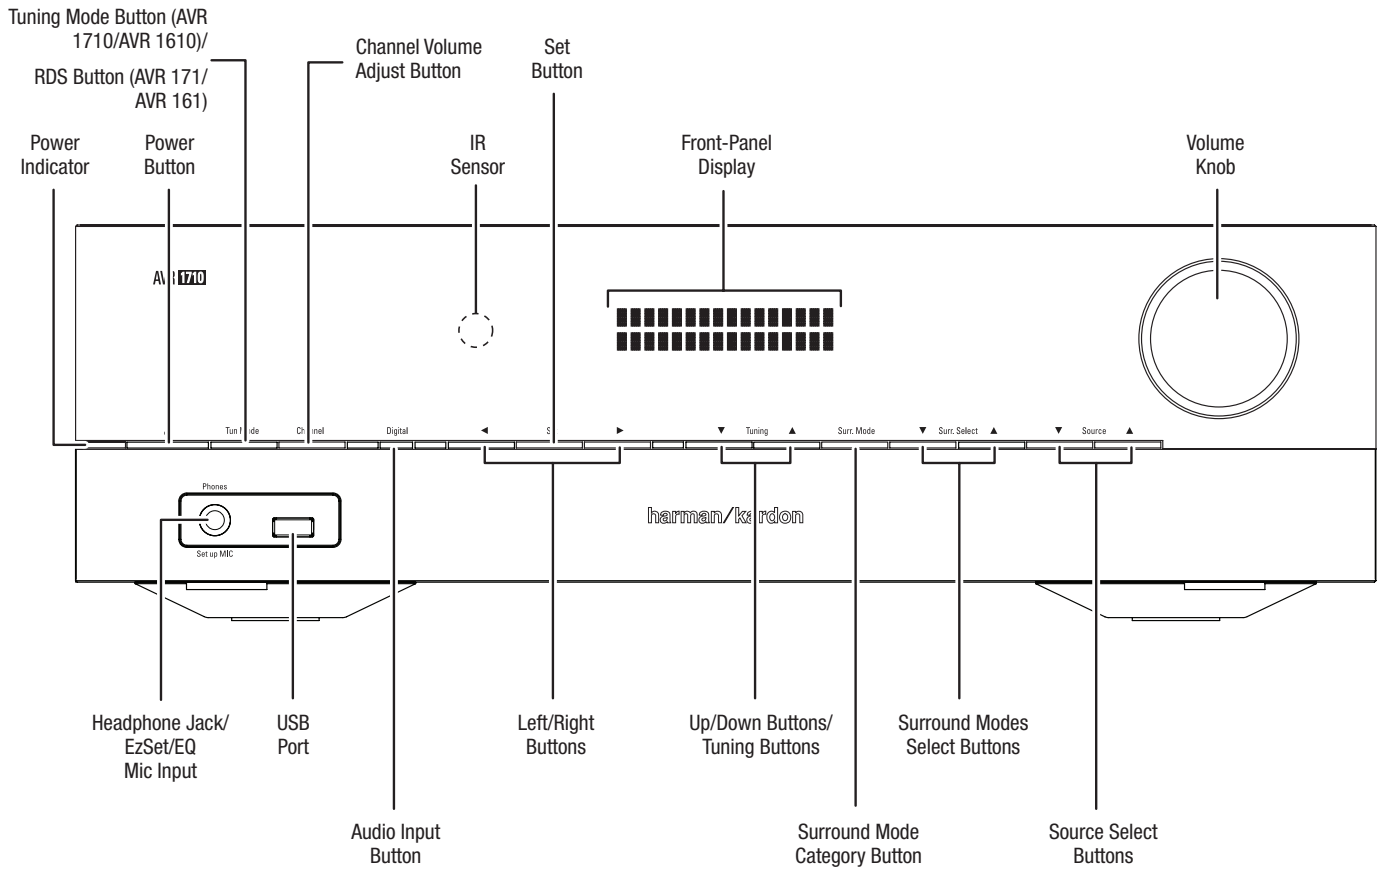 Tuning Mode Button (AVR
1710/AVR 1610)/
RDS Button (AVR 171/
AVR 161)
Channel Volume
Adjust Button
Set
Button
Power
Indicator
Power
Button
IR
Sensor
Front-Panel
Display
Volume
Knob
AVR 1710
Digital
Tuning
Surr. Mode
Surr. Select
Source
Phones
Set up MIC
harman/kardon
Headphone Jack/
EzSet/EQ
Mic Input
USB
Port
Left/Right
Buttons
Up/Down Buttons/
Tuning Buttons
Surround Modes
Select Buttons
Audio Input
Button
Surround Mode
Category Button
Source Select
Buttons